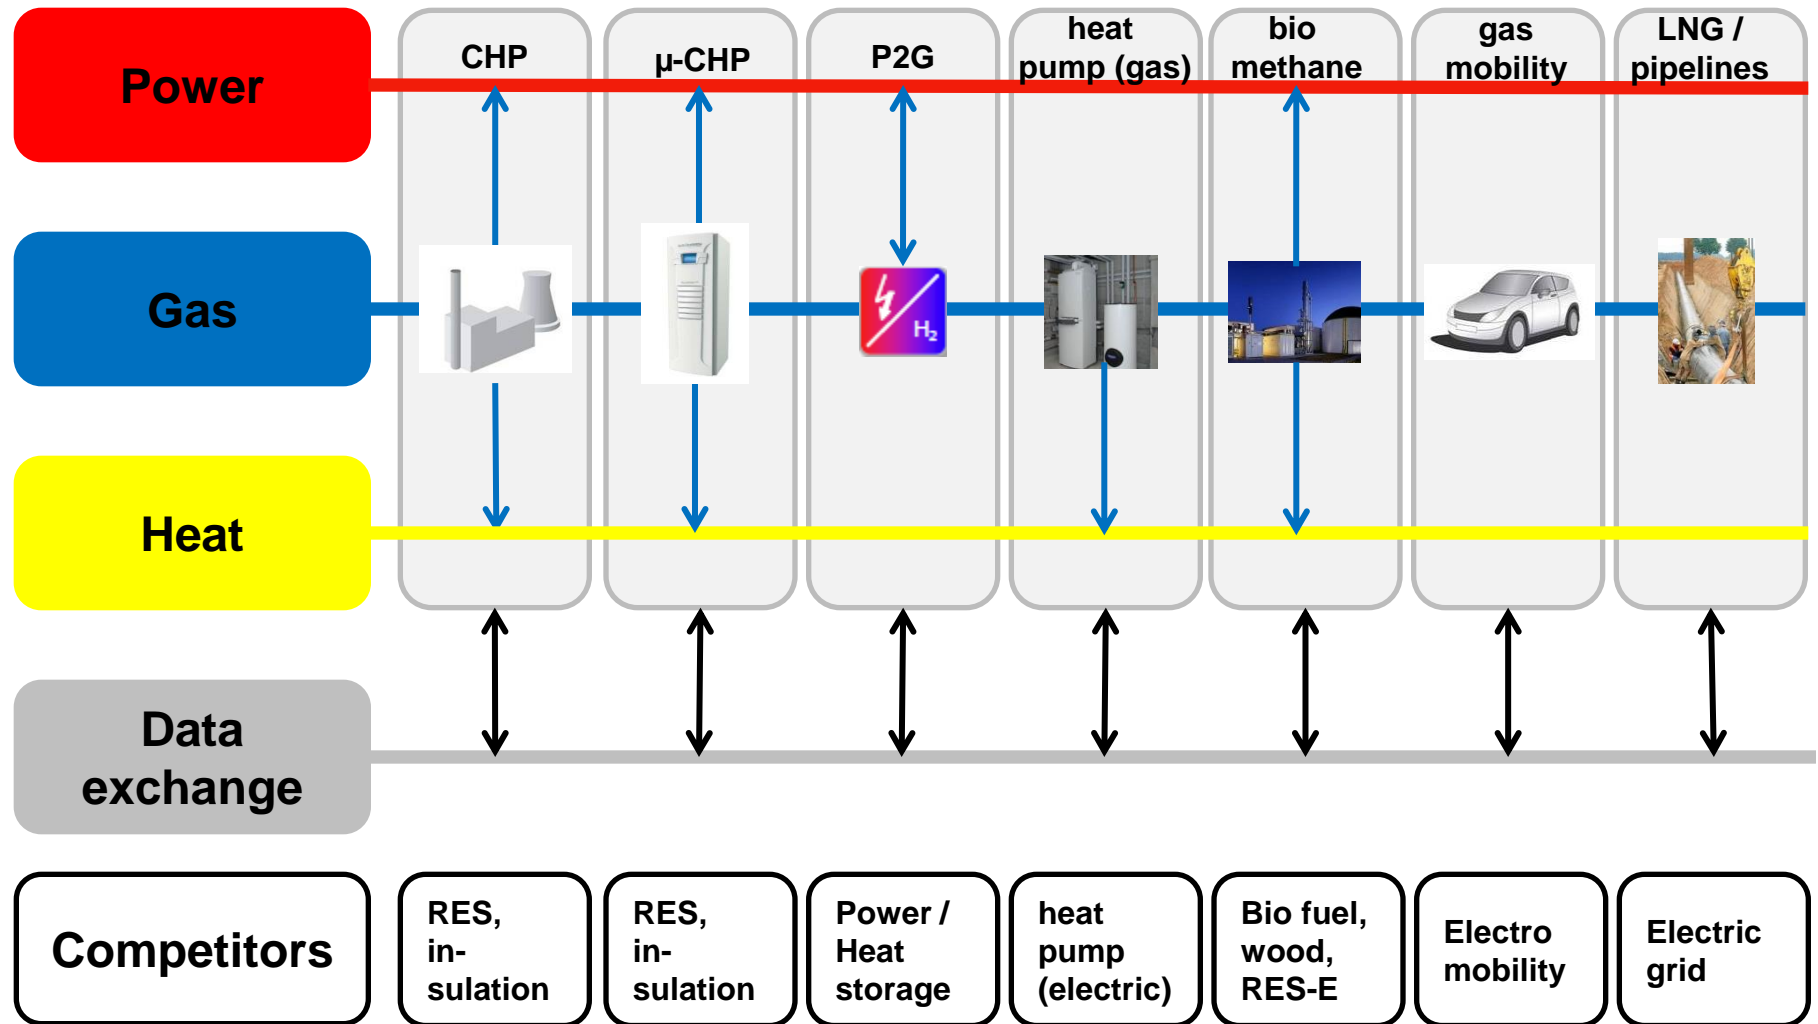 Power
CHP
μ-CHP
P2G
heat
pump (gas)
bio
methane
gas
mobility
LNG /
pipelines
Gas
H2
Heat
Data
exchange
Competitors
RES,
in-
sulation
RES,
in-
sulation
Power /
Heat
storage
heat
pump
(electric)
Bio fuel,
wood,
RES-E
Electro
mobility
Electric
grid